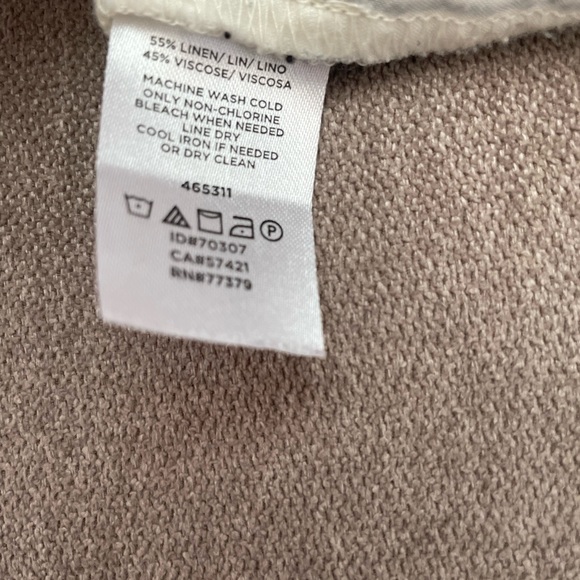 55% LINEN/ LIN/ LINO
45% VISCOSE/ VISCOSA
MACHINE WASH COLD
ONLY NON-CHLORINE
BLEACH WHEN NEEDED
LINE DRY
COOL IRON IF NEEDED
OR DRY CLEAN
465311
P
ID#70307
CA#57421
RN#77379